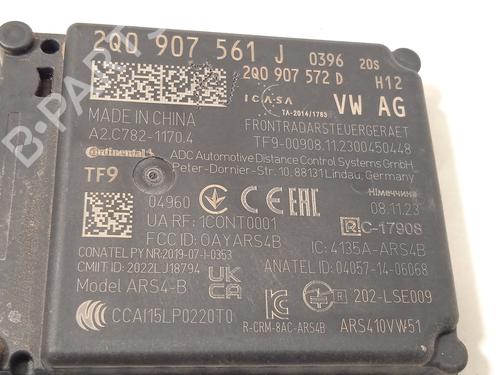 2Q0 907 561 J 0396 20S
2Q0 907 572 D H12
ICASA VW AG
TA-2014/1783
MADE IN CHINA FRONTRADARSTEUERGERAET
A2.C782-1170.4 TF9-00908.11.2300450448
Continental ADC Automotive Distance Control Systems GmbH
TF9 Peter-Dornier-Str. 10, 88131 Lindau, Germany
Німеччина
04960 CE EAC 08.11.23
UA RF: 1CONT0001 R C-17908
FCC ID: OAYARS4B IC: 4135A-ARS4B
CONATEL PY NR:2019-07-I-0353
CMIIT ID: 2022LJ18794 ANATEL ID: 04057-14-06068
Model ARS4-B UK CA R 202-LSE009
CCAI15LP0220T0 R-CRM-8AC-ARS4B ARS410VW51
B-PARTS